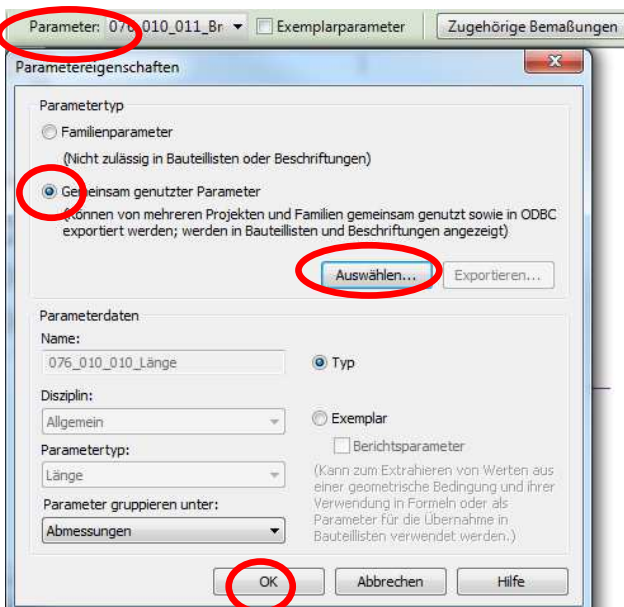 Parameter: 076_010_011_Br Exemplarparameter Zugehörige Bemaßungen
Parametereigenschaften
Parametertyp
Familienparameter
(Nicht zulässig in Bauteillisten oder Beschriftungen)
Gemeinsam genutzter Parameter
(Können von mehreren Projekten und Familien gemeinsam genutzt sowie in ODBC
exportiert werden; werden in Bauteillisten und Beschriftungen angezeigt)
Auswählen... Exportieren...
Parameterdaten
Name:
076_010_010_Länge
Typ
Disziplin:
Allgemein
Exemplar
Parametertyp:
Berichtsparameter
Länge
(Kann zum Extrahieren von Werten aus
einer geometrische Bedingung und ihrer
Verwendung in Formeln oder als
Parameter für die Übernahme in
Bauteillisten verwendet werden.)
Parameter gruppieren unter:
Abmessungen
OK Abbrechen Hilfe